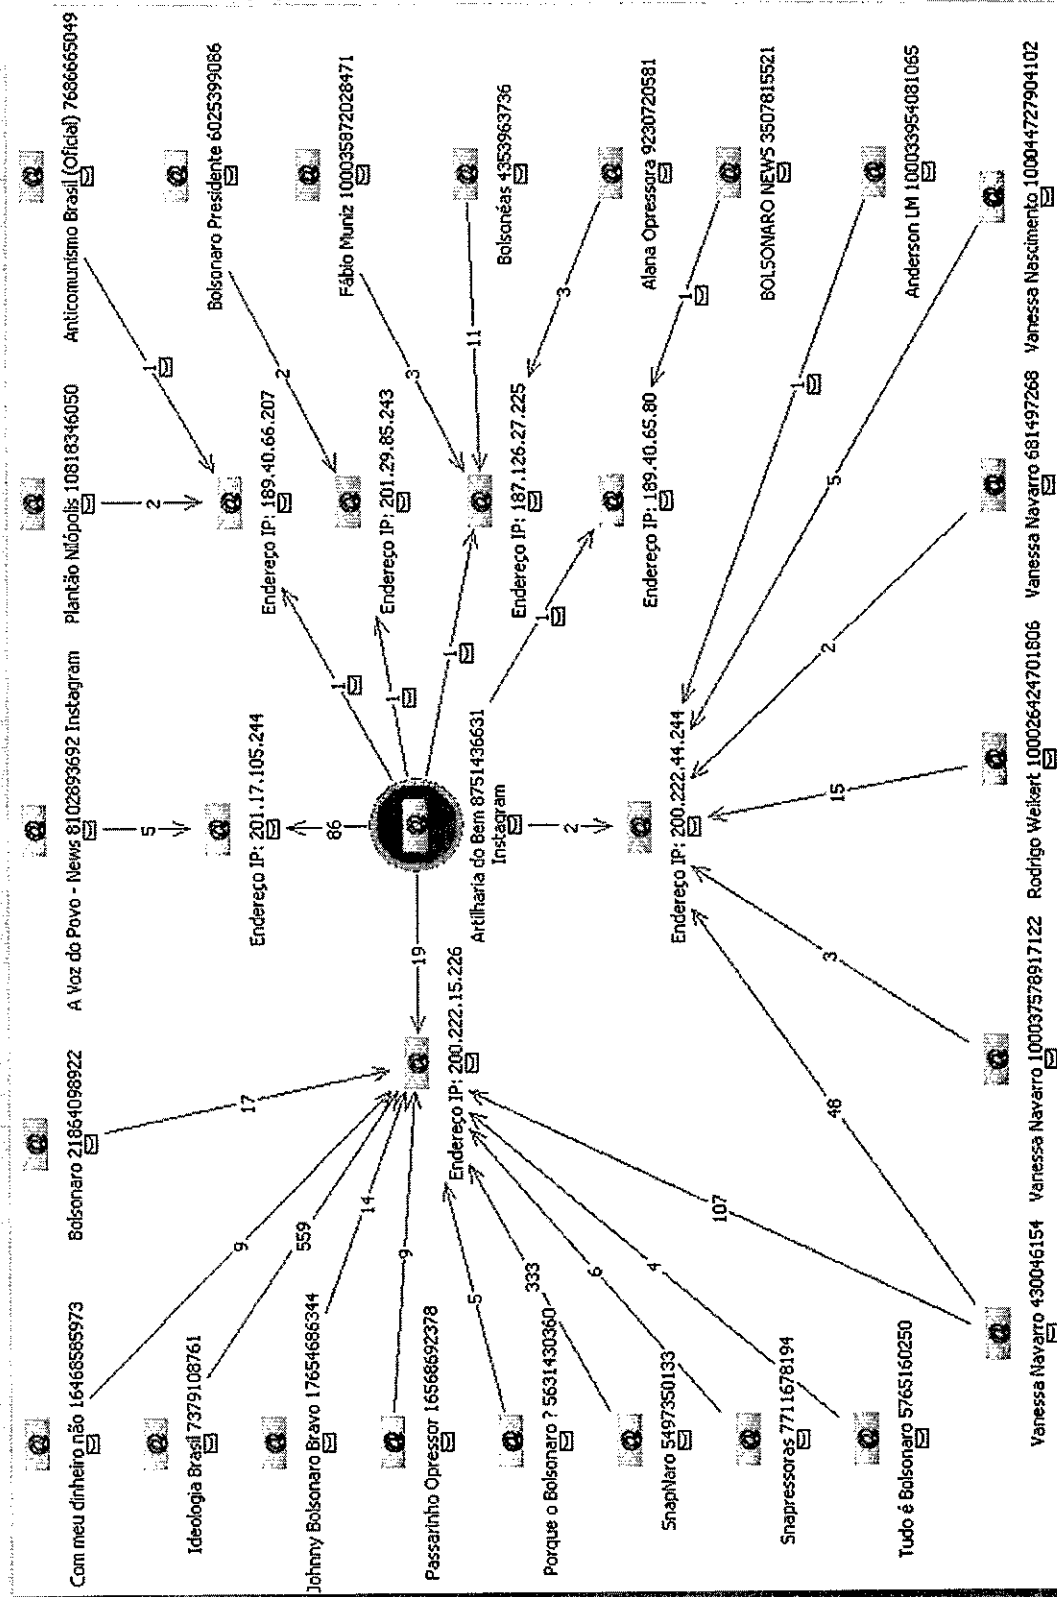 Com meu dinheiro não 16468585973
Bolsonaro 21864098922
A Voz do Povo - News 8102893692 Instagram
Plantão Nilópolis 10818346050
Anticomunismo Brasil (Oficial) 7686665049
Ideologia Brasil 7379108761
Johnny Bolsonaro Bravo 17654686344
Passarinho Opressor 16568692378
Porque o Bolsonaro ? 5631430360
SnapNaro 5497350133
Snapressoras 7711678194
Tudo é Bolsonaro 5765160250
9
559
14
9
5
333
6
4
17
5
2
1
Endereço IP: 200.222.15.226
19
Endereço IP: 201.17.105.244
86
Artilharia do Bem 8751436631
Instagram
1
1
1
1
2
Endereço IP: 189.40.66.207
Endereço IP: 201.29.85.243
Endereço IP: 187.126.27.225
Endereço IP: 189.40.65.80
Endereço IP: 200.222.44.244
Bolsonaro Presidente 6025399086
2
Fábio Muniz 100035872028471
3
Bolsonéas 4353963736
11
Alana Opressora 9230720581
3
BOLSONARO NEWS 3507815521
1
Anderson LM 100033954081065
1
107
48
3
15
2
5
Vanessa Navarro 430046154
Vanessa Navarro 100037578917122
Rodrigo Weikert 100026424701806
Vanessa Navarro 681497268
Vanessa Nascimento 100044727904102